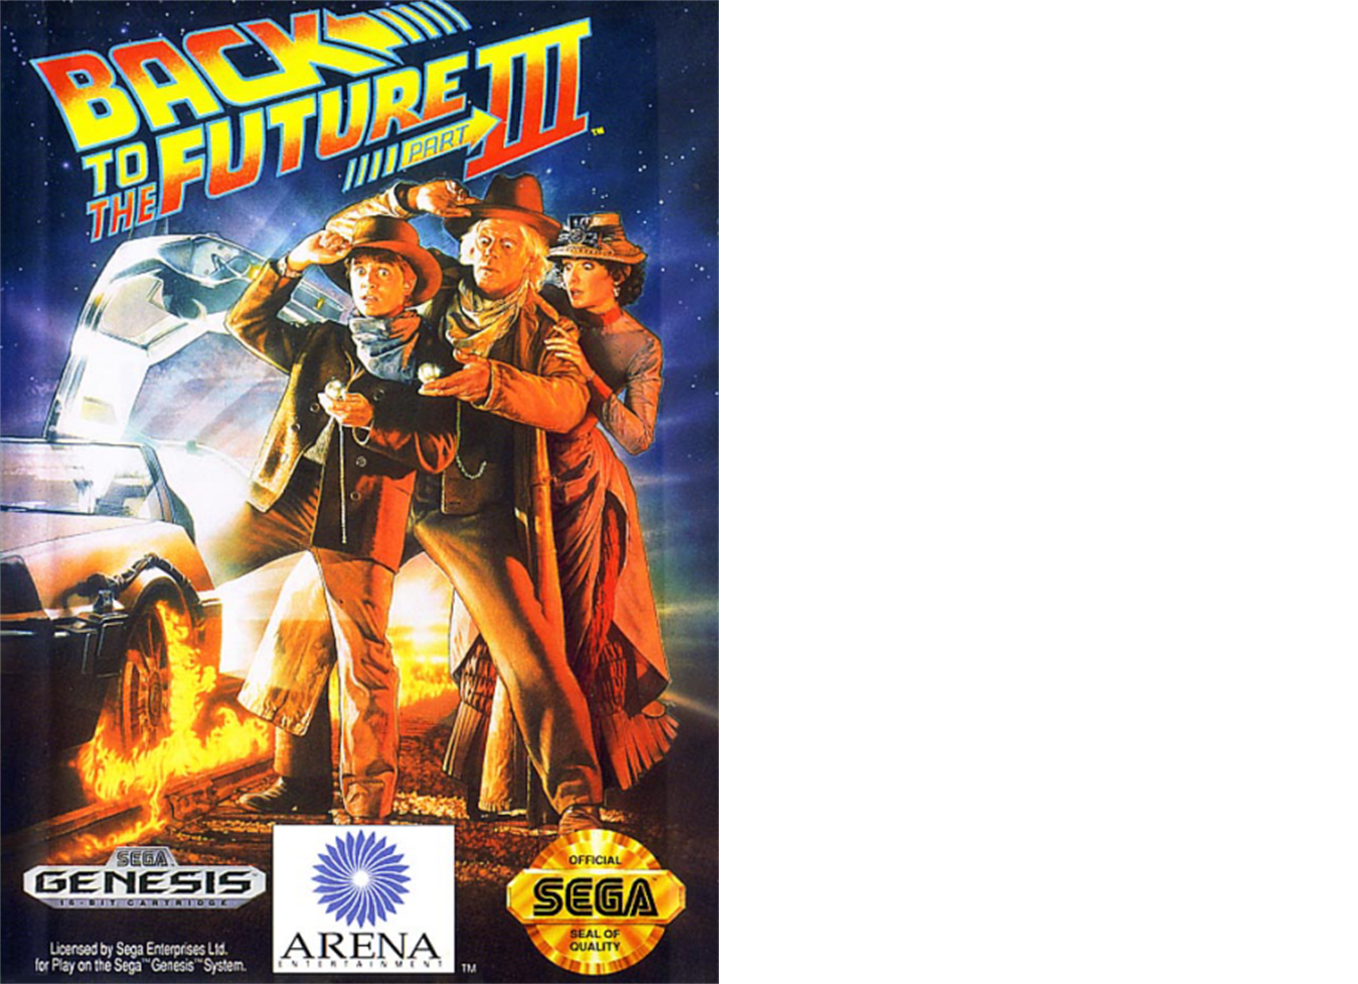 BACK
TO
THE FUTURE
PART III
TM
SEGA
GENESIS
16-BIT CARTRIDGE
Licensed by Sega Enterprises Ltd.
for Play on the Sega™ Genesis™ System.
ARENA
ENTERTAINMENT
TM
OFFICIAL
SEGA
SEAL OF
QUALITY